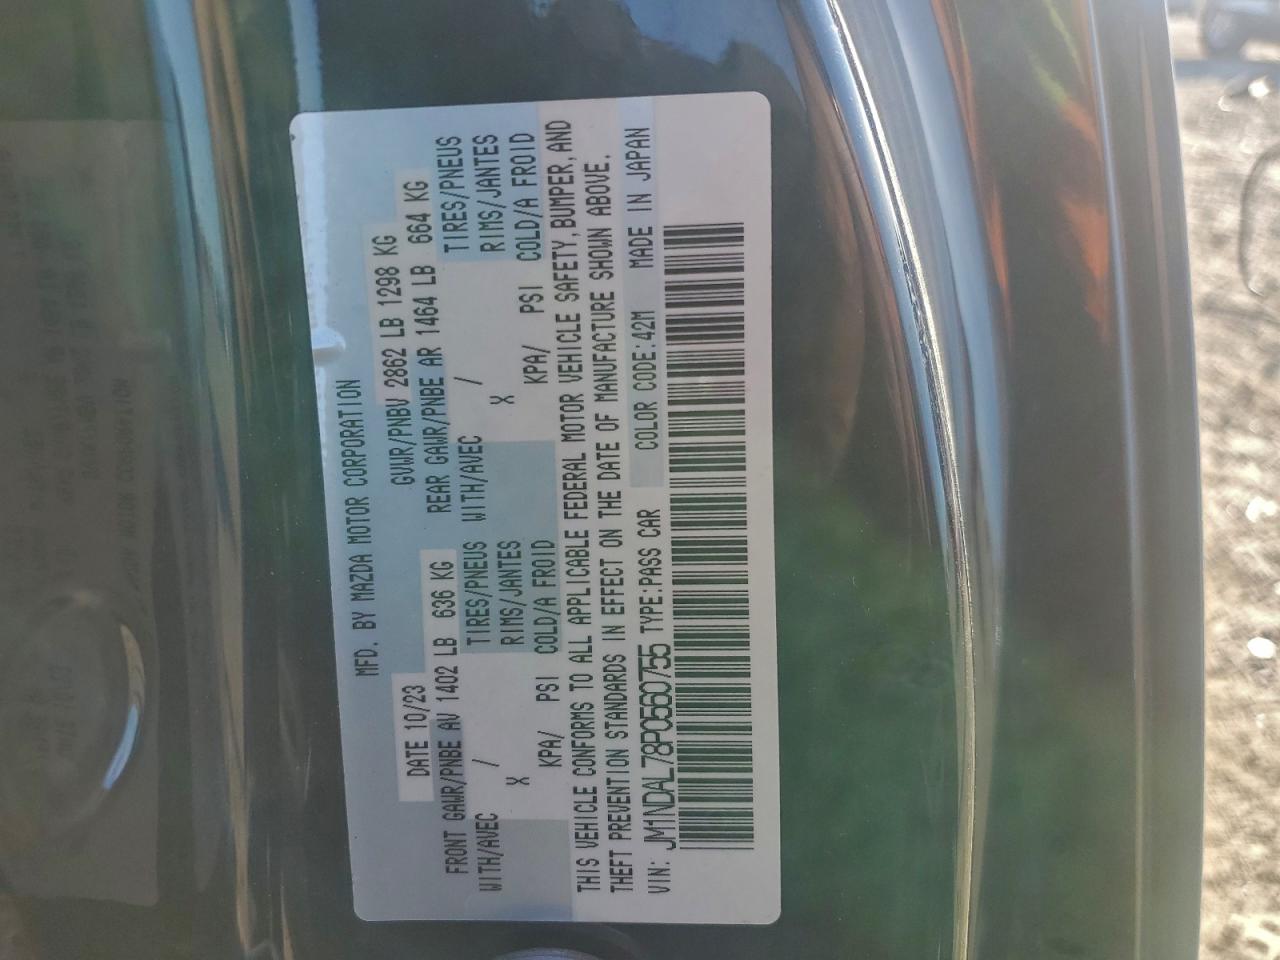 MFD. BY MAZDA MOTOR CORPORATION
DATE 10/23 GVWR/PNBV 2862 LB 1298 KG
FRONT GAWR/PNBE AV 1402 LB 636 KG REAR GAWR/PNBE AR 1464 LB 664 KG
WITH/AVEC / TIRES/PNEUS WITH/AVEC / TIRES/PNEUS
X RIMS/JANTES X RIMS/JANTES
KPA/ PSI COLD/A FROID KPA/ PSI COLD/A FROID
THIS VEHICLE CONFORMS TO ALL APPLICABLE FEDERAL MOTOR VEHICLE SAFETY, BUMPER, AND
THEFT PREVENTION STANDARDS IN EFFECT ON THE DATE OF MANUFACTURE SHOWN ABOVE.
VIN: JM1NDAL78P0560755 TYPE:PASS CAR COLOR CODE:42M MADE IN JAPAN